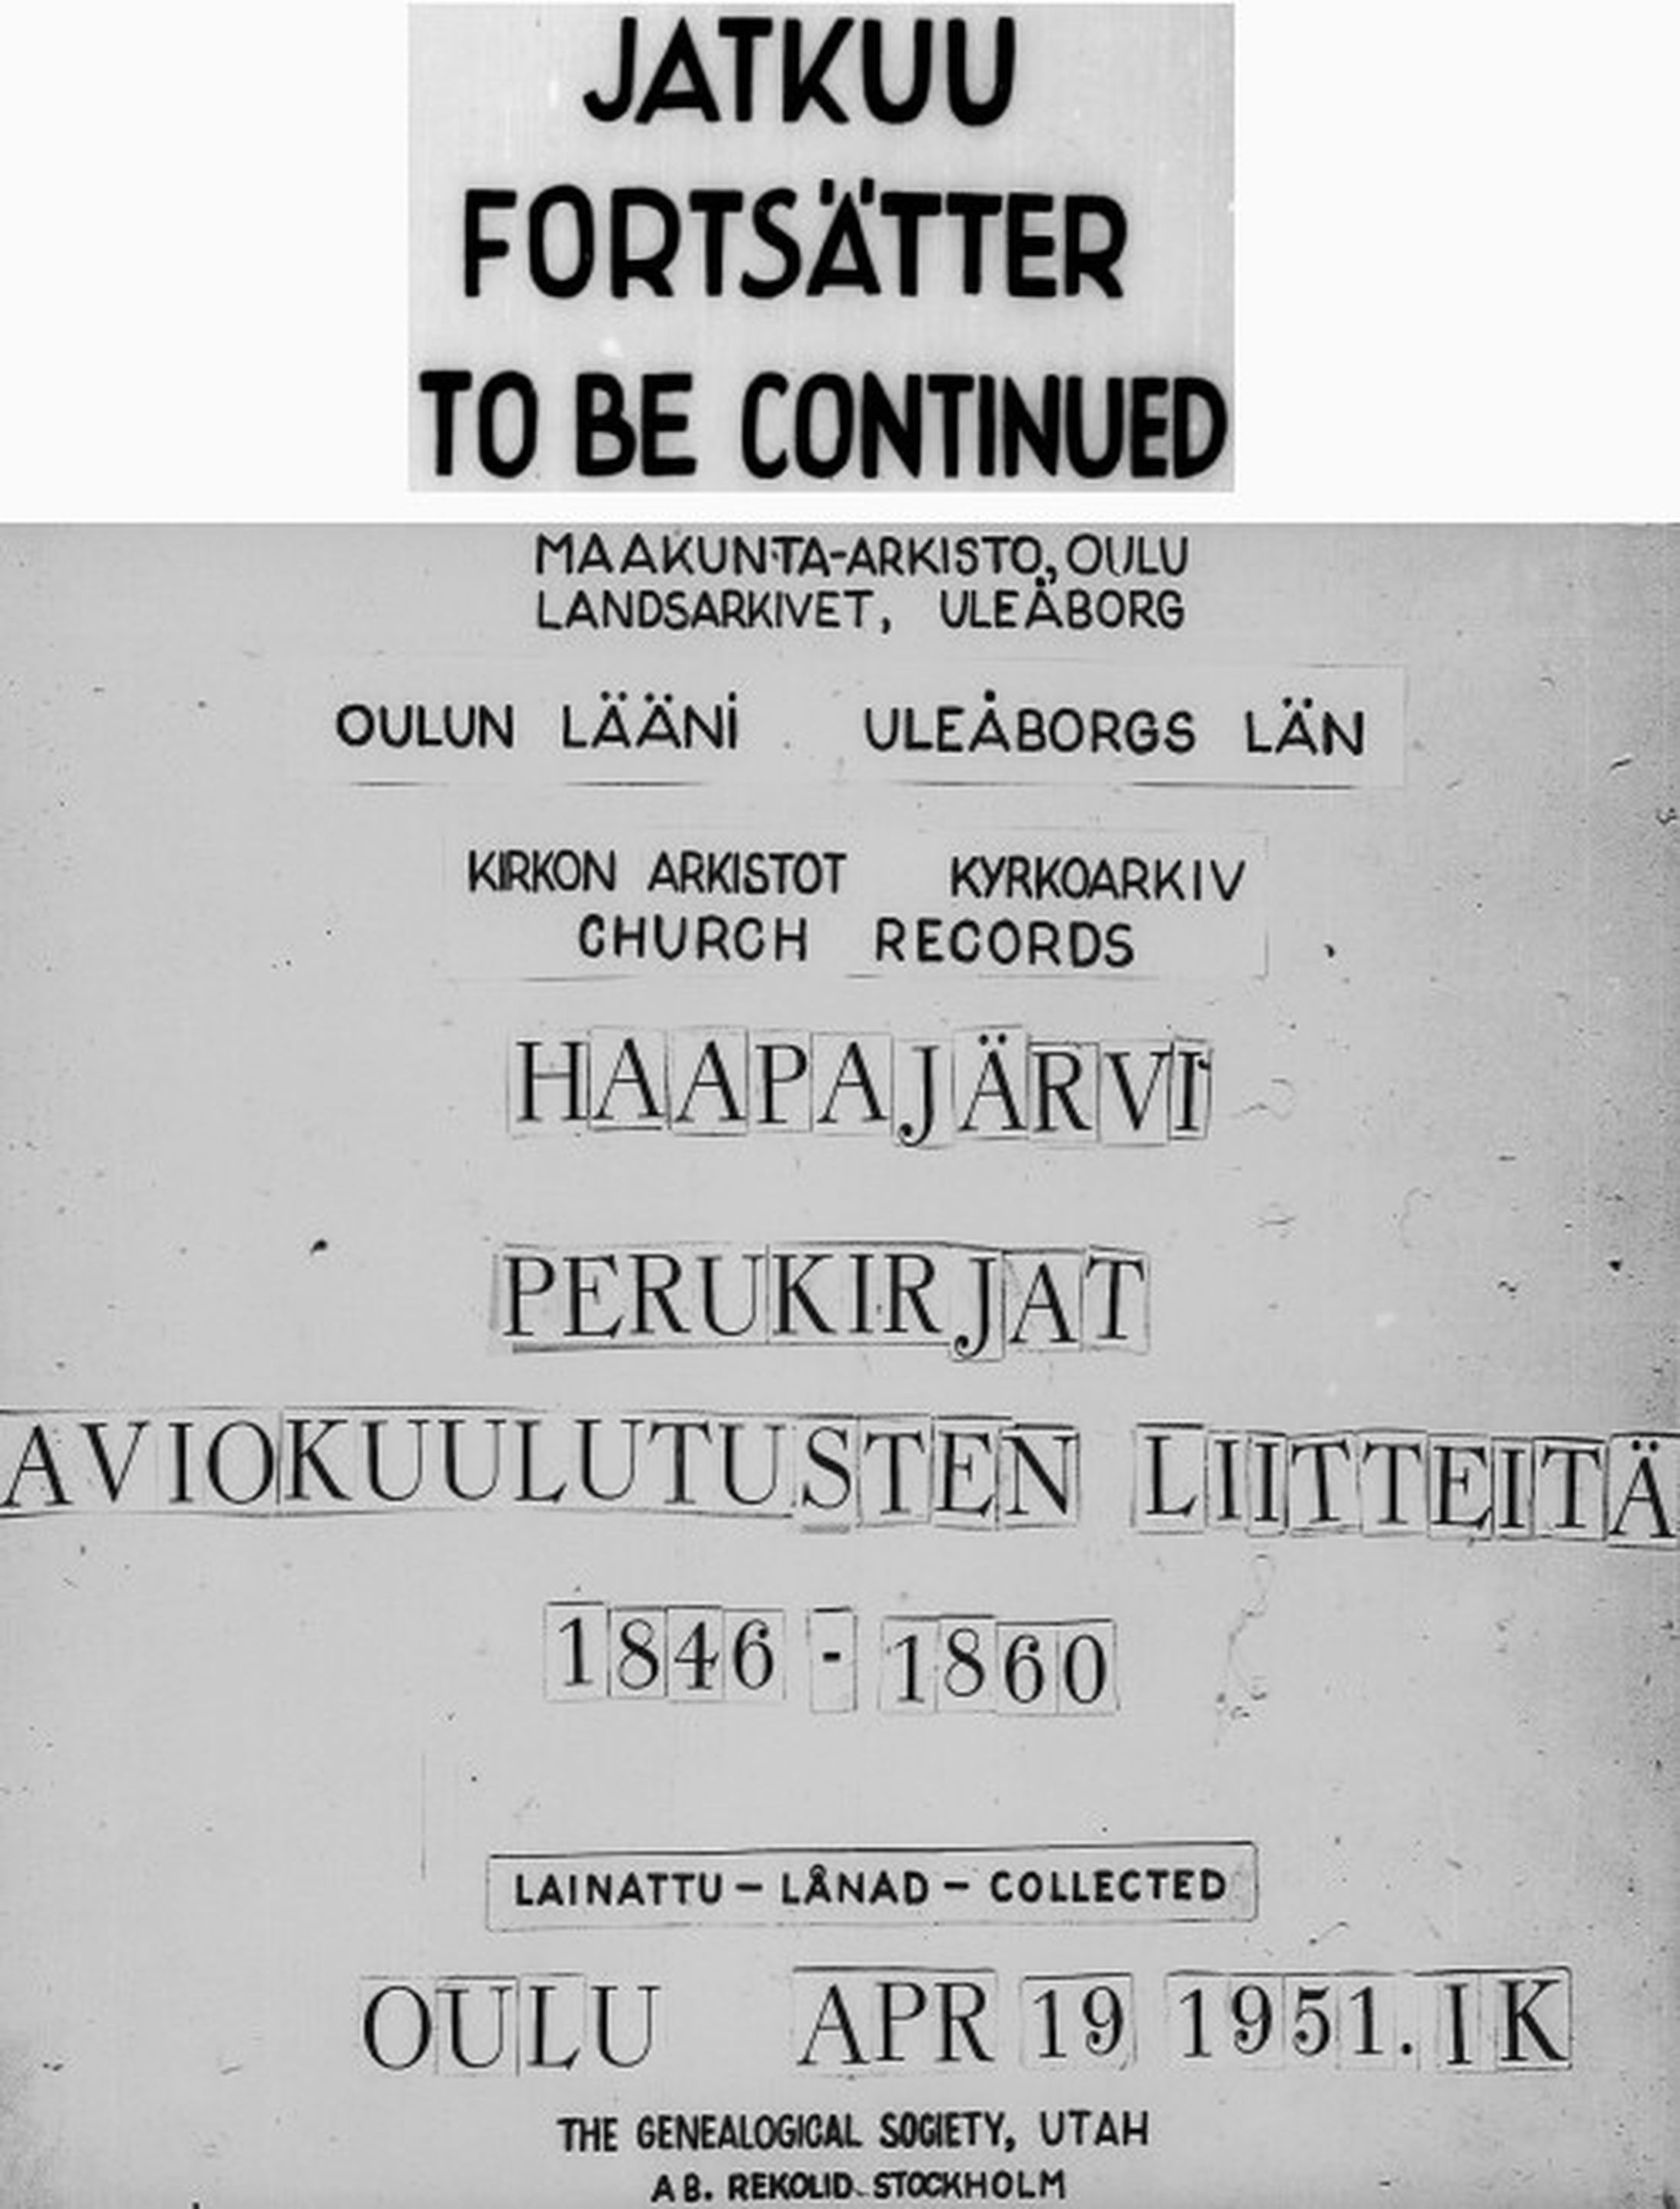 JATKUU
FORTSÄTTER
TO BE CONTINUED
MAAKUNTA-ARKISTO, OULU
LANDSARKIVET, ULEÅBORG
OULUN LÄÄNI ULEÅBORGS LÄN
KIRKON ARKISTOT KYRKOARKIV
CHURCH RECORDS
HAAPAJÄRVI
PERUKIRJAT
AVIOKUULUTUSTEN LIITTEITÄ
1846 - 1860
LAINATTU – LÅNAD – COLLECTED
OULU APR 19 1951. IK
THE GENEALOGICAL SOCIETY, UTAH
AB. REKOLID. STOCKHOLM